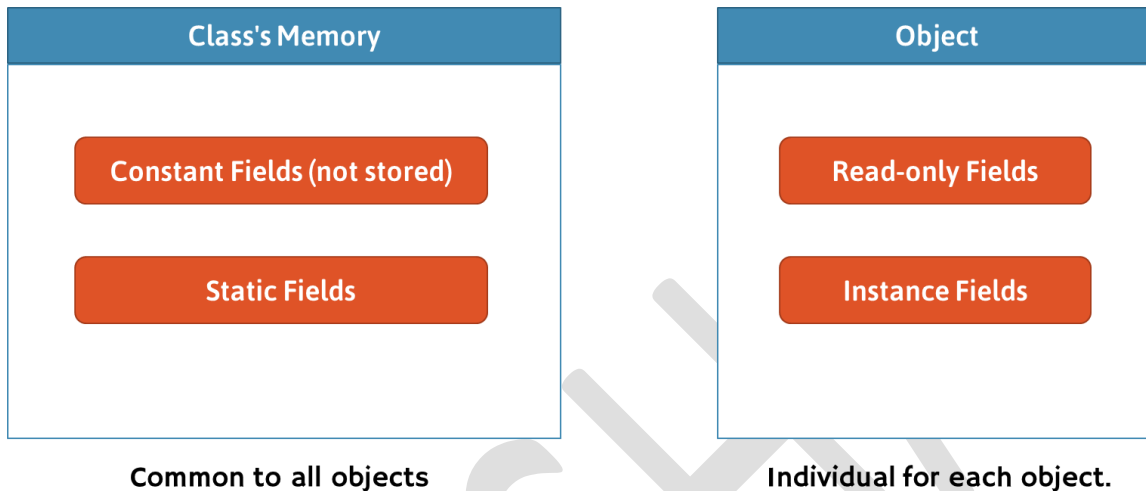 Class's Memory
Constant Fields (not stored)
Static Fields
Common to all objects
Object
Read-only Fields
Instance Fields
Individual for each object.